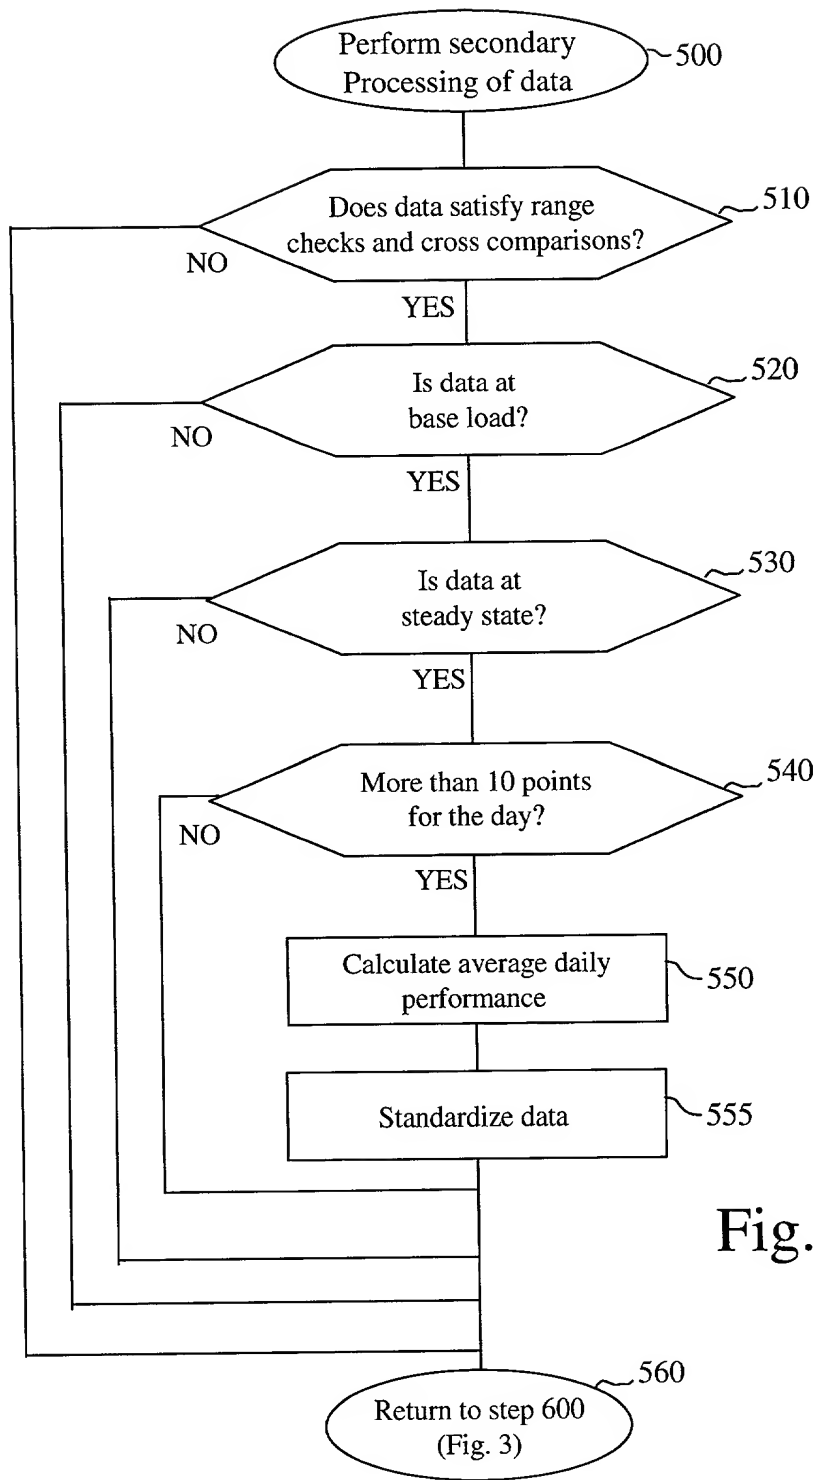 Perform secondary
Processing of data
500
Does data satisfy range
checks and cross comparisons?
510
NO
YES
Is data at
base load?
520
NO
YES
Is data at
steady state?
530
NO
YES
More than 10 points
for the day?
540
NO
YES
Calculate average daily
performance
550
Standardize data
555
Fig.
Return to step 600
(Fig. 3)
560